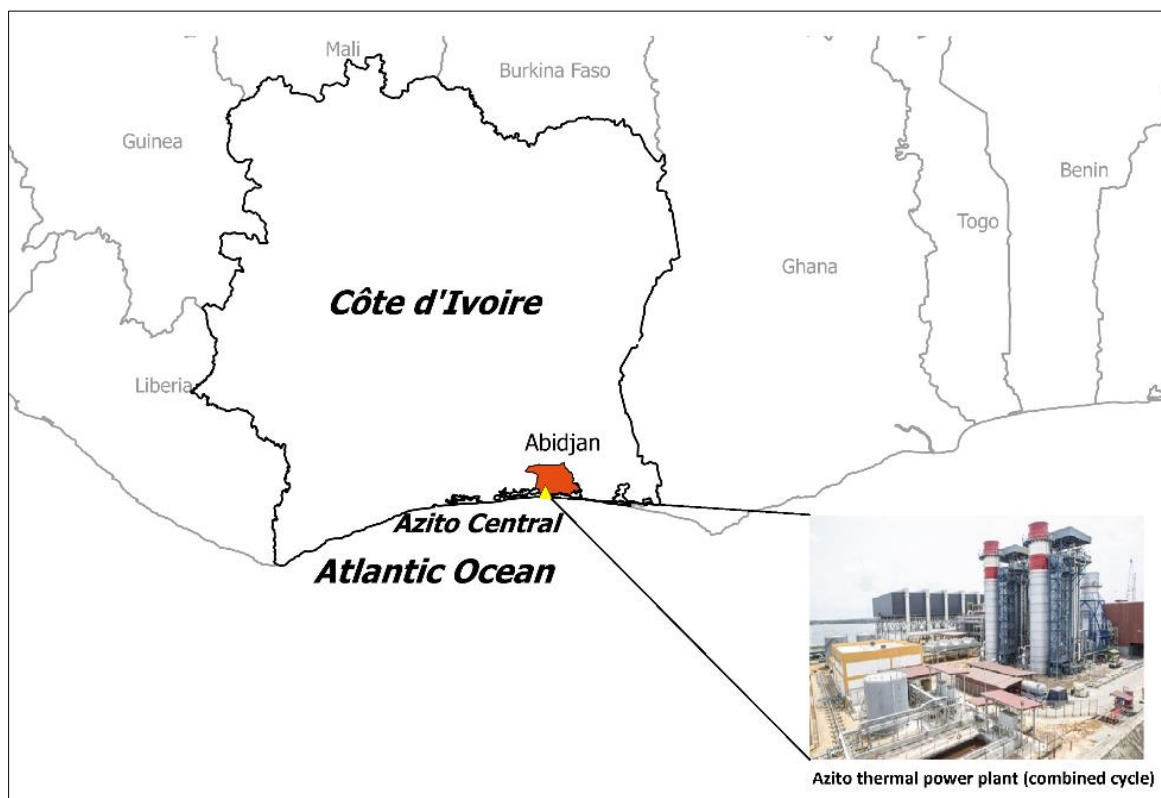 Mali
Burkina Faso
Guinea
Benin
Togo
Ghana
Côte d'Ivoire
Liberia
Abidjan
Azito Central
Atlantic Ocean
Azito thermal power plant (combined cycle)